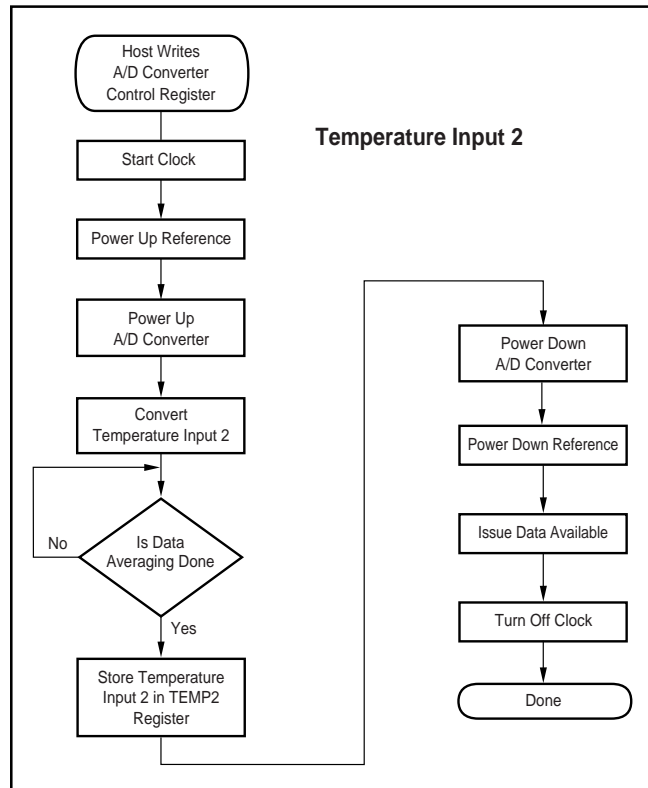 Host Writes
A/D Converter
Control Register
Temperature Input 2
Start Clock
Power Up Reference
Power Up
A/D Converter
Convert
Temperature Input 2
No
Is Data
Averaging Done
Yes
Store Temperature
Input 2 in TEMP2
Register
Power Down
A/D Converter
Power Down Reference
Issue Data Available
Turn Off Clock
Done